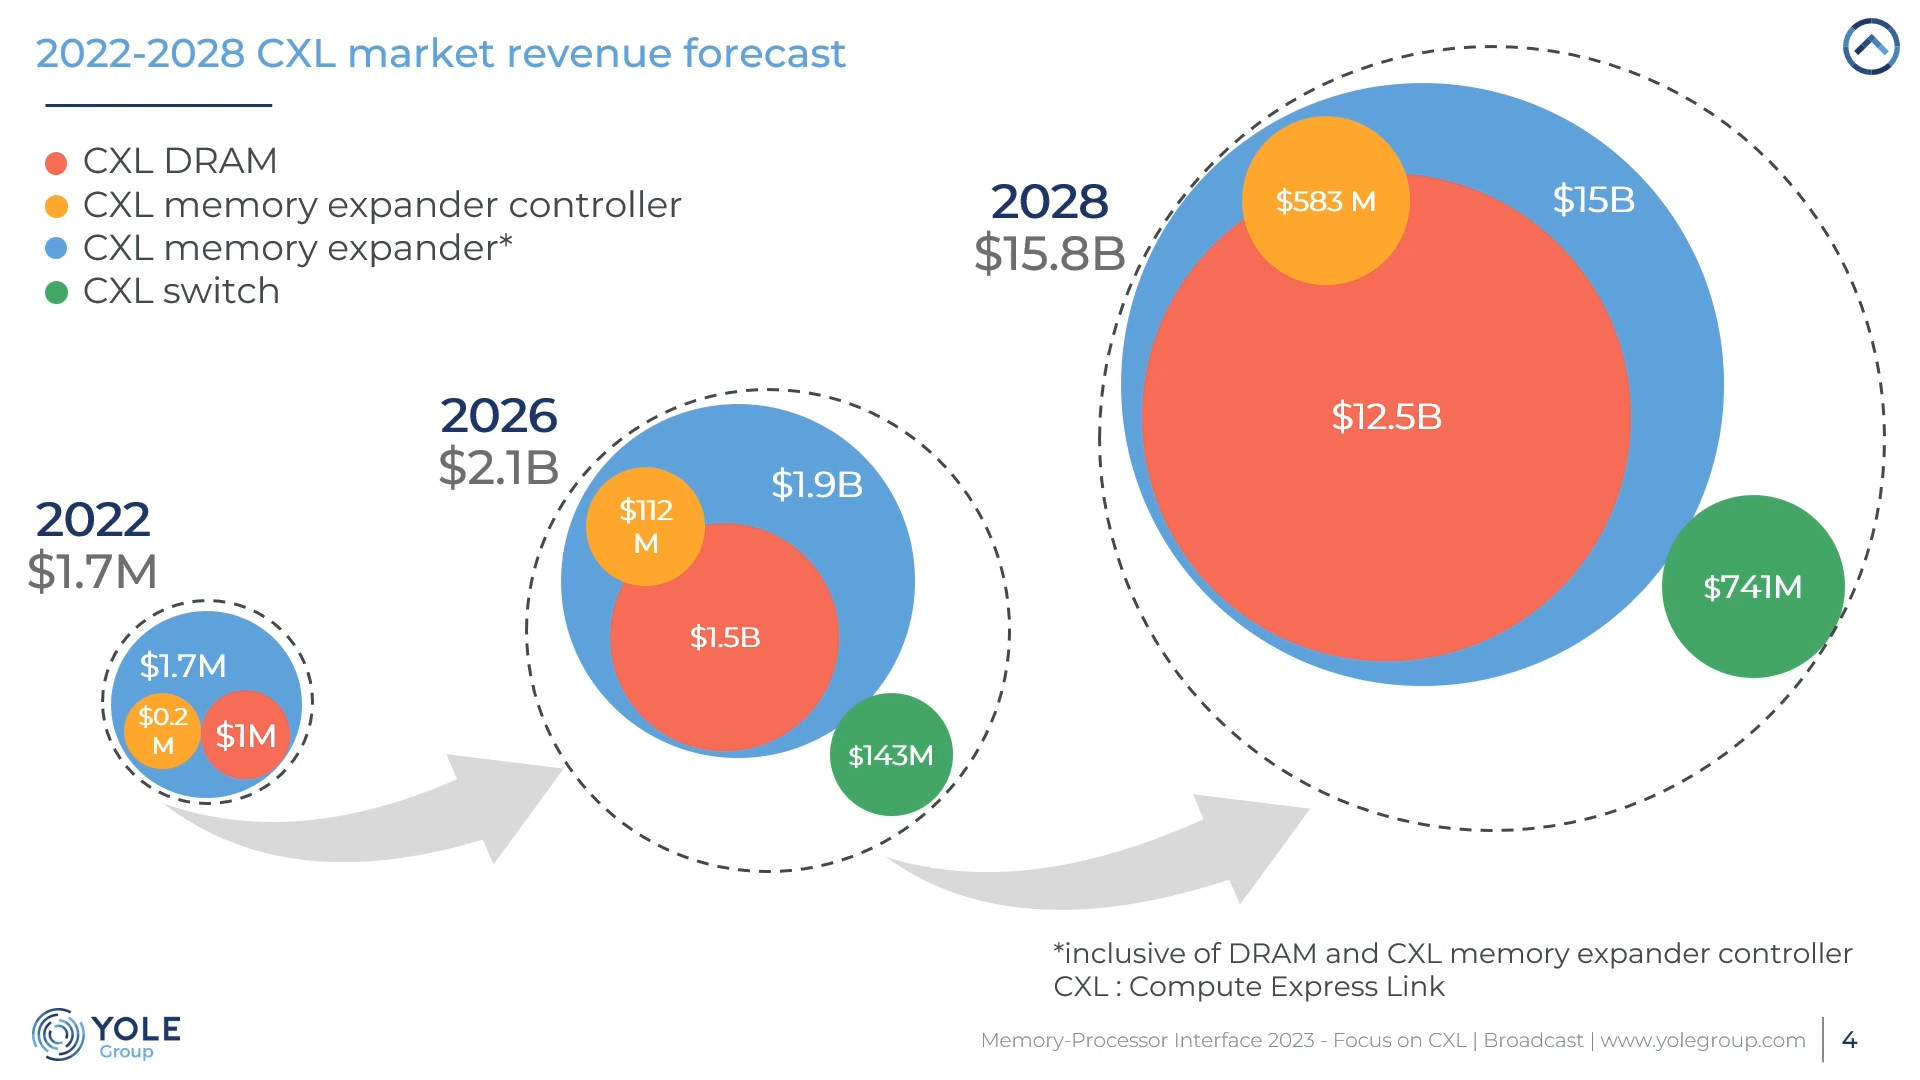 2022-2028 CXL market revenue forecast
CXL DRAM
CXL memory expander controller
CXL memory expander*
CXL switch
2022
$1.7M
$1.7M
$0.2
M
$1M
2026
$2.1B
$1.9B
$112
M
$1.5B
$143M
2028
$15.8B
$583 M
$15B
$12.5B
$741M
*inclusive of DRAM and CXL memory expander controller
CXL : Compute Express Link
YOLE
Group
Memory-Processor Interface 2023 - Focus on CXL | Broadcast | www.yolegroup.com
4